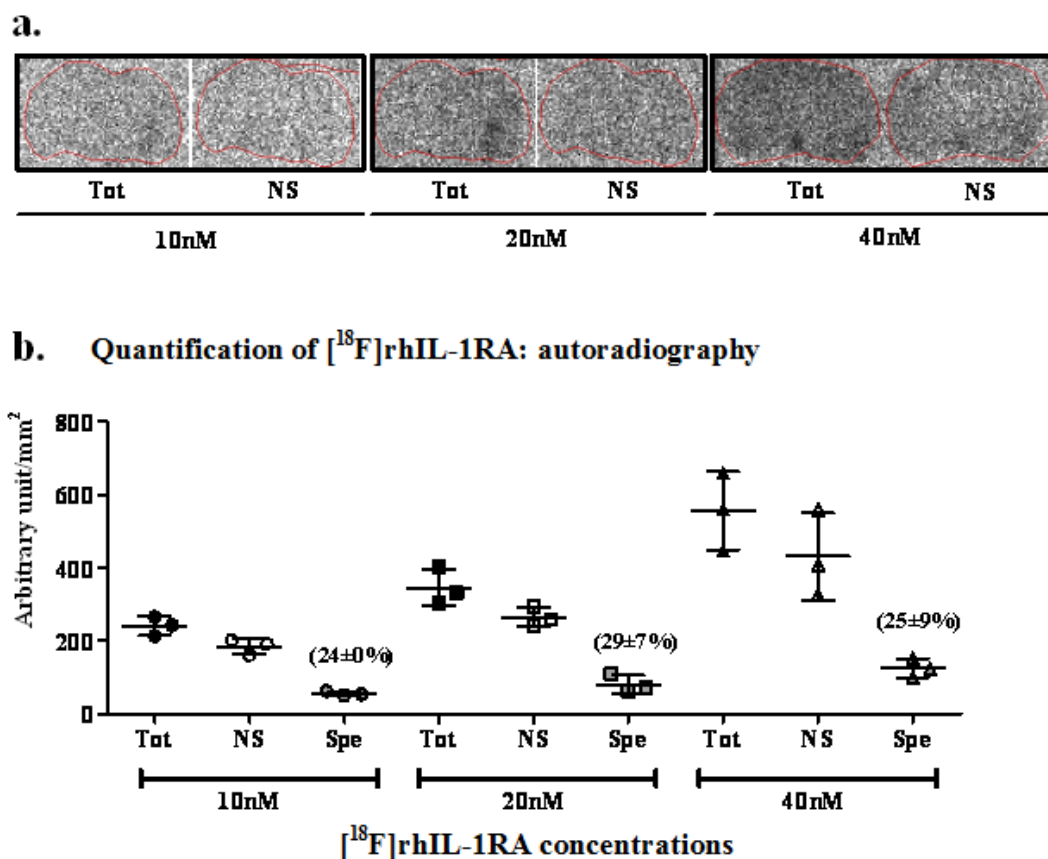 a.
Tot NS Tot NS Tot NS
10nM 20nM 40nM
b. Quantification of [¹⁸F]rhIL-1RA: autoradiography
Arbitrary unit/mm²
800
600
400
200
0
(24±0%) (29±7%) (25±9%)
Tot NS Spe Tot NS Spe Tot NS Spe
10nM 20nM 40nM
[¹⁸F]rhIL-1RA concentrations